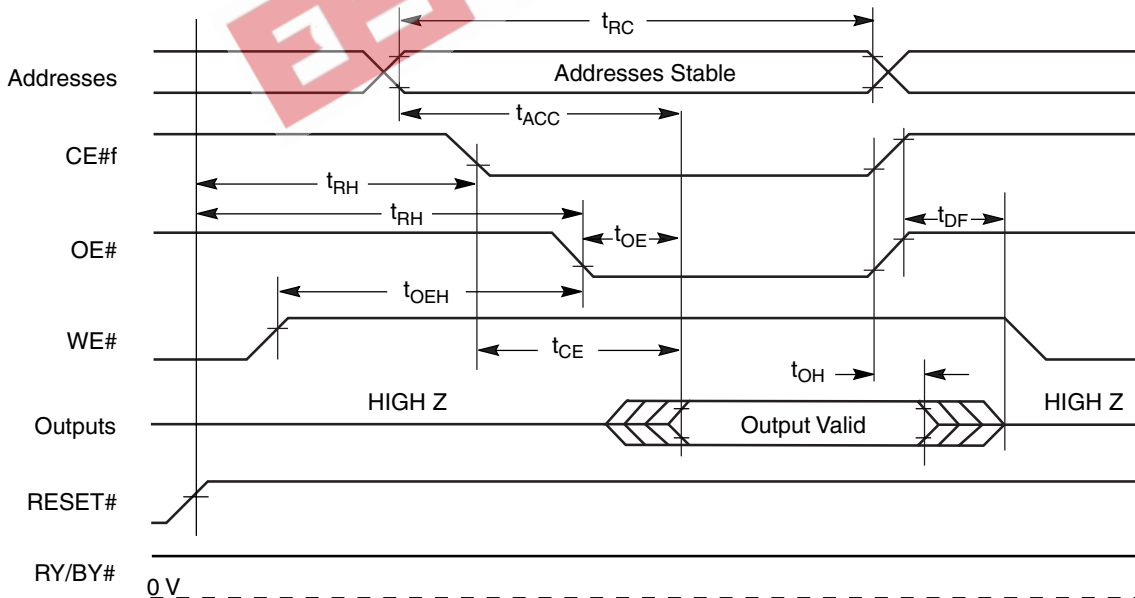 tRC
Addresses
Addresses Stable
tACC
CE#f
tRH
tRH
tDF
OE#
tOE
tOEH
WE#
tCE
tOH
HIGH Z
HIGH Z
Outputs
Output Valid
RESET#
RY/BY#
0 V